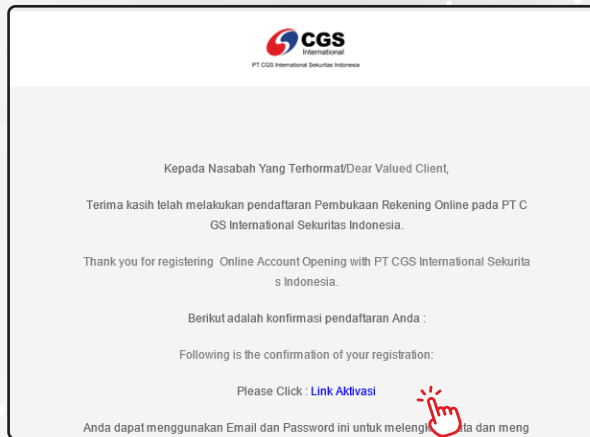 CGS
International
PT CGS International Sekuritas Indonesia
Kepada Nasabah Yang Terhormat/Dear Valued Client,
Terima kasih telah melakukan pendaftaran Pembukaan Rekening Online pada PT C
GS International Sekuritas Indonesia.
Thank you for registering Online Account Opening with PT CGS International Sekurita
s Indonesia.
Berikut adalah konfirmasi pendaftaran Anda :
Following is the confirmation of your registration:
Please Click : Link Aktivasi
Anda dapat menggunakan Email dan Password ini untuk dan meng